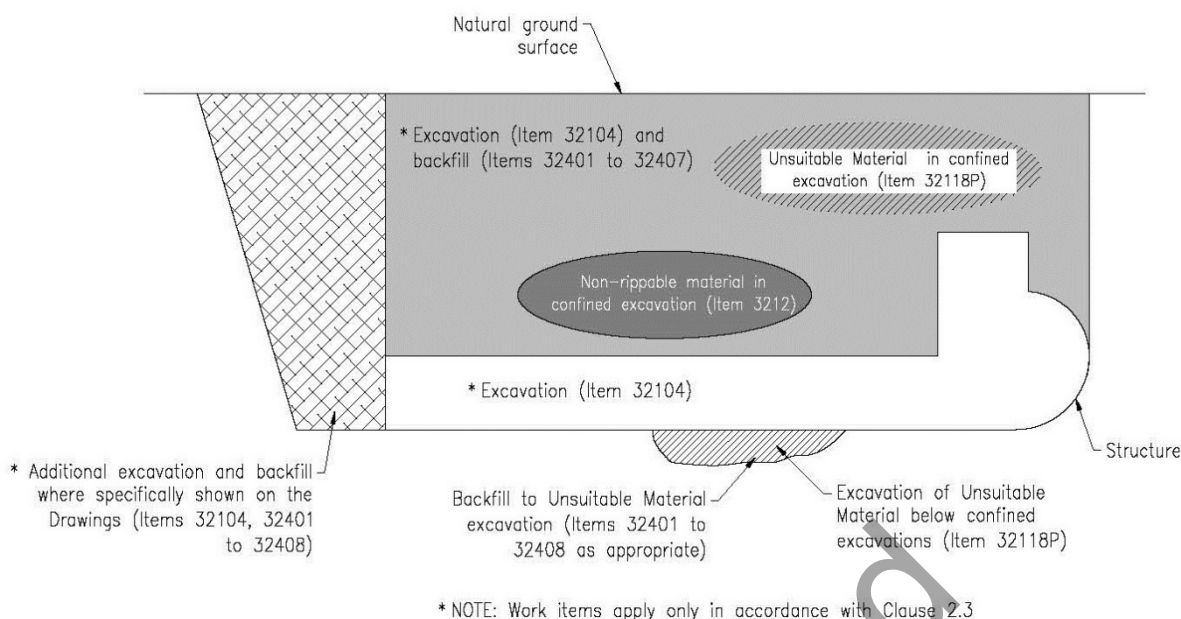 Natural ground
surface
* Excavation (Item 32104) and
backfill (Items 32401 to 32407)
Unsuitable Material in confined
excavation (Item 32118P)
Non-rippable material in
confined excavation (Item 3212)
* Excavation (Item 32104)
Structure
* Additional excavation and backfill
where specifically shown on the
Drawings (Items 32104, 32401
to 32408)
Backfill to Unsuitable Material
excavation (Items 32401 to
32408 as appropriate)
Excavation of Unsuitable
Material below confined
excavations (Item 32118P)
* NOTE: Work items apply only in accordance with Clause 2.3
d